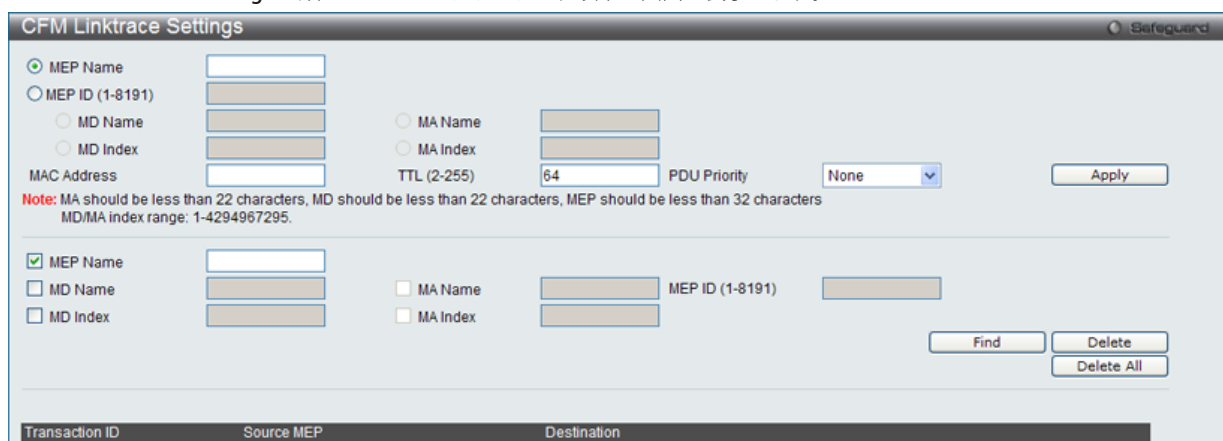 CFM Linktrace Settings Safeguard
MEP Name
MEP ID (1-8191)
MD Name MA Name
MD Index MA Index
MAC Address TTL (2-255) 64 PDU Priority None Apply
Note: MA should be less than 22 characters, MD should be less than 22 characters, MEP should be less than 32 characters
MD/MA index range: 1-4294967295.
MEP Name
MD Name MA Name MEP ID (1-8191)
MD Index MA Index
Find Delete
Delete All
Transaction ID Source MEP Destination